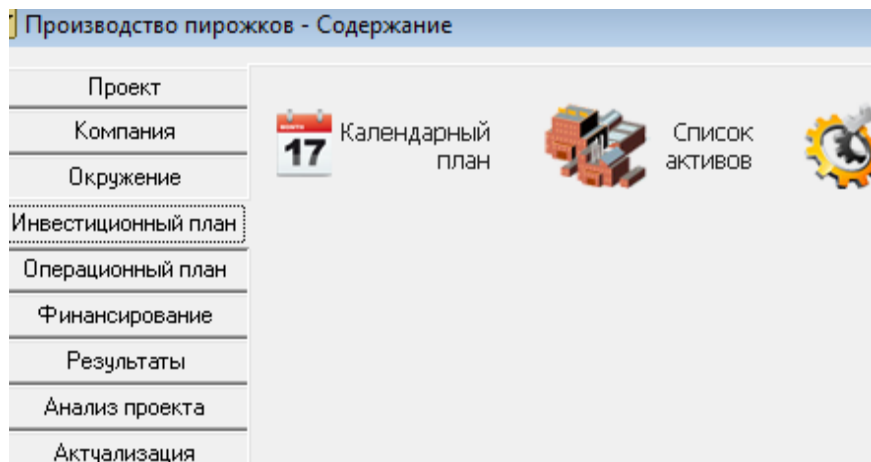 Производство пирожков - Содержание
Проект
Компания
Окружение
Инвестиционный план
Операционный план
Финансирование
Результаты
Анализ проекта
Актуализация
Календарный
план
17
Список
активов